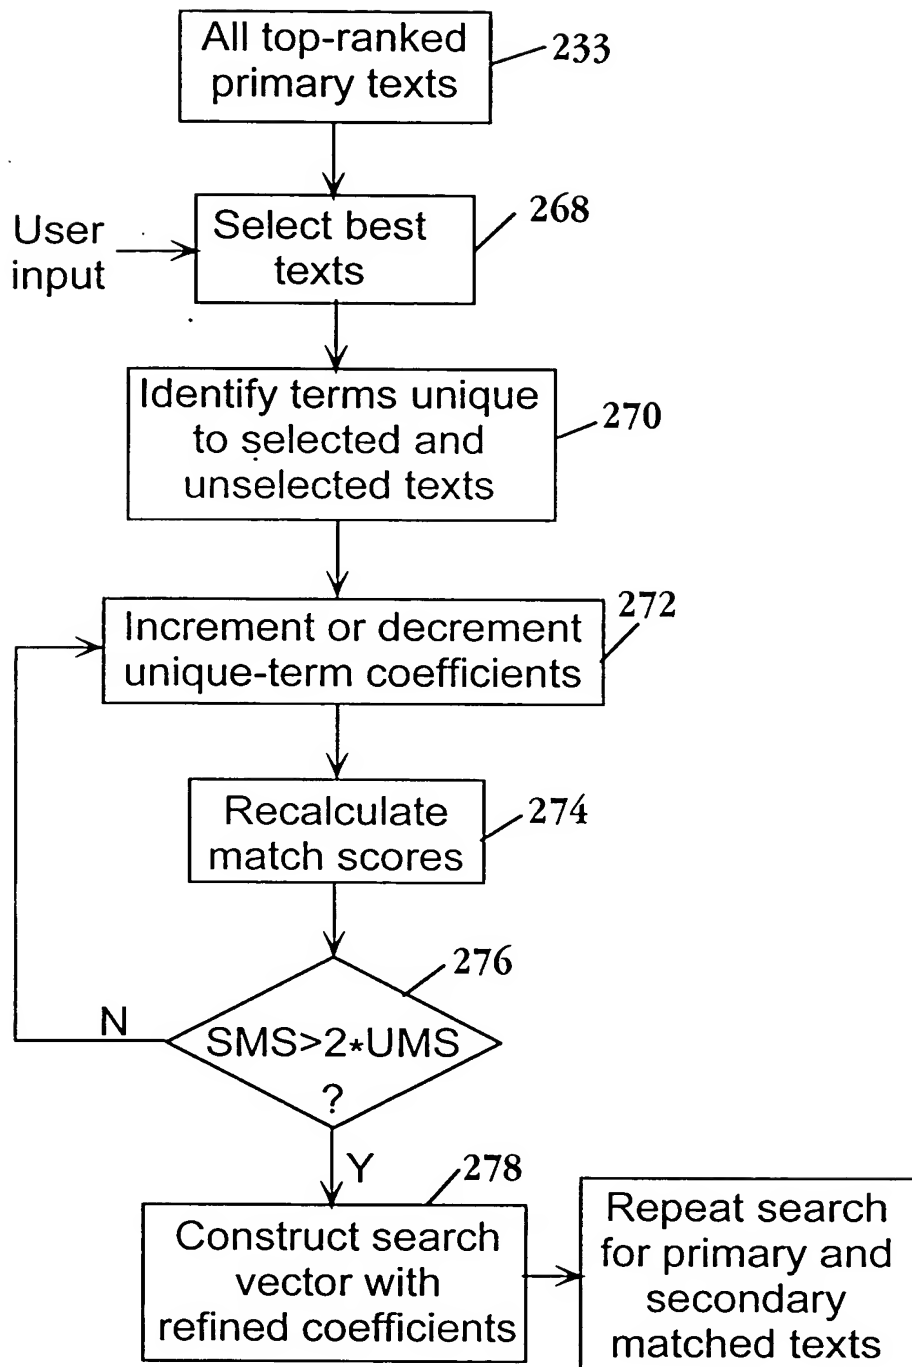 All top-ranked
primary texts
233
User
input
Select best
texts
268
Identify terms unique
to selected and
unselected texts
270
Increment or decrement
unique-term coefficients
272
Recalculate
match scores
274
276
N
SMS>2*UMS
?
Y
278
Construct search
vector with
refined coefficients
Repeat search
for primary and
secondary
matched texts